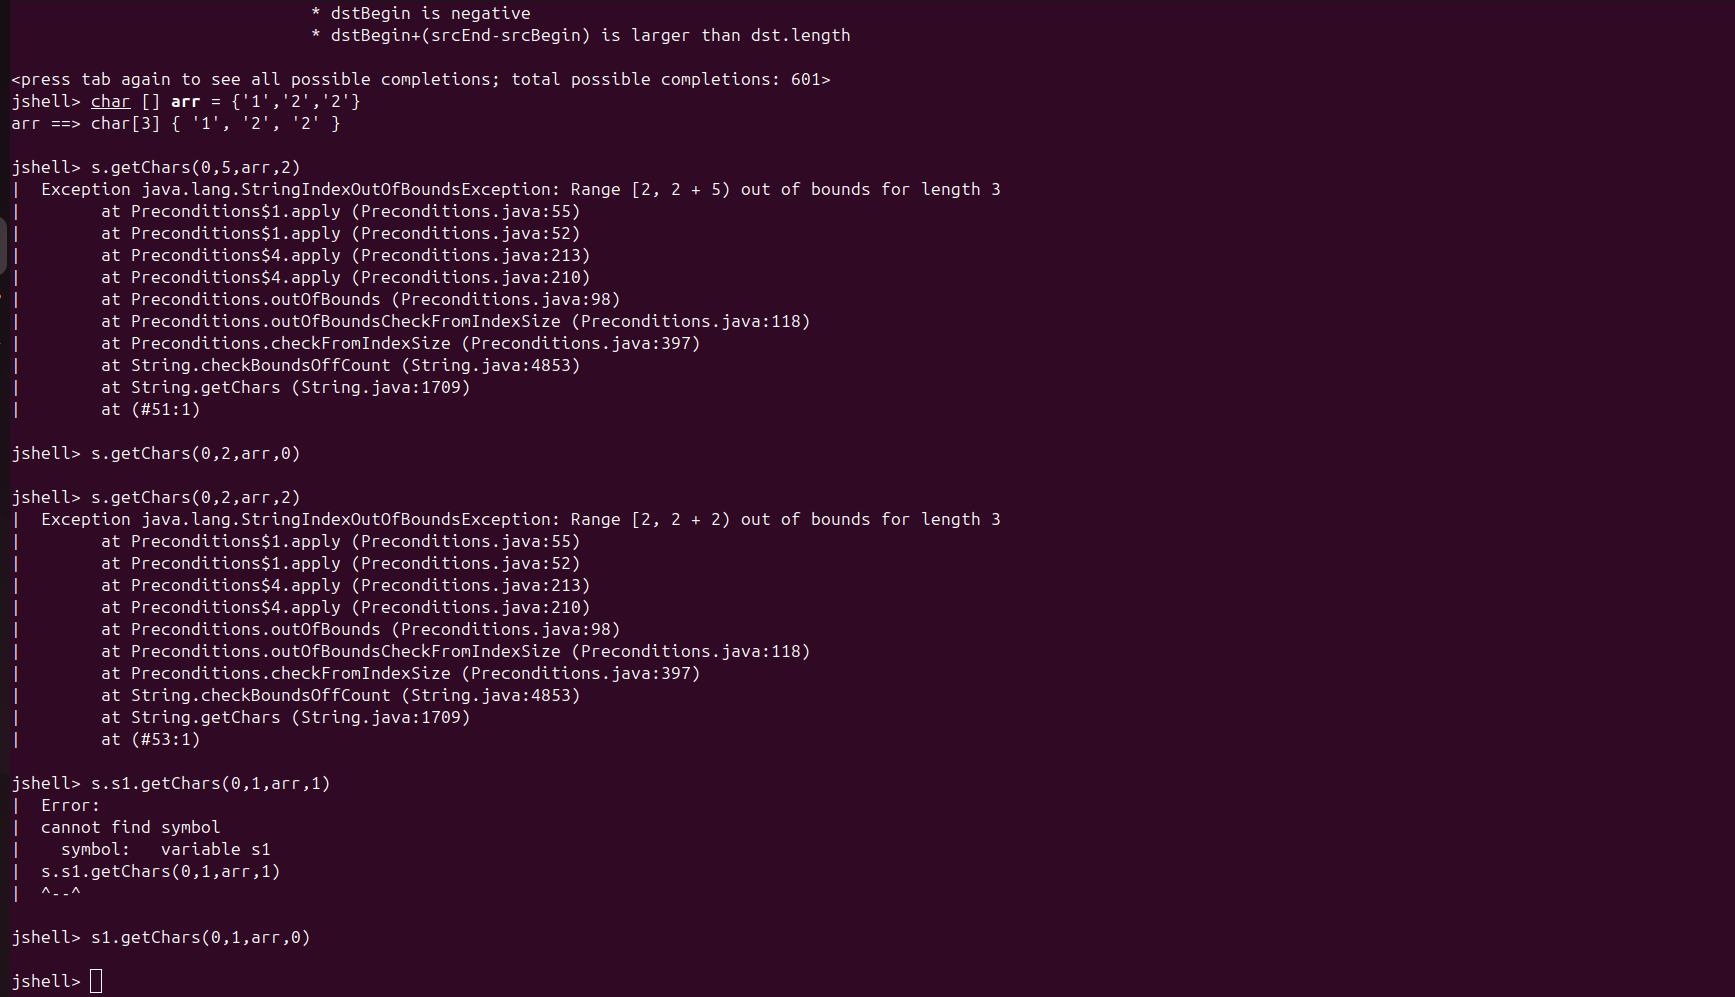 * dstBegin is negative
* dstBegin+(srcEnd-srcBegin) is larger than dst.length
<press tab again to see all possible completions; total possible completions: 601>
jshell> char [] arr = {'1','2','2'}
arr ==> char[3] { '1', '2', '2' }
jshell> s.getChars(0,5,arr,2)
|  Exception java.lang.StringIndexOutOfBoundsException: Range [2, 2 + 5) out of bounds for length 3
|        at Preconditions$1.apply (Preconditions.java:55)
|        at Preconditions$1.apply (Preconditions.java:52)
|        at Preconditions$4.apply (Preconditions.java:213)
|        at Preconditions$4.apply (Preconditions.java:210)
|        at Preconditions.outOfBounds (Preconditions.java:98)
|        at Preconditions.outOfBoundsCheckFromIndexSize (Preconditions.java:118)
|        at Preconditions.checkFromIndexSize (Preconditions.java:397)
|        at String.checkBoundsOffCount (String.java:4853)
|        at String.getChars (String.java:1709)
|        at (#51:1)
jshell> s.getChars(0,2,arr,0)
jshell> s.getChars(0,2,arr,2)
|  Exception java.lang.StringIndexOutOfBoundsException: Range [2, 2 + 2) out of bounds for length 3
|        at Preconditions$1.apply (Preconditions.java:55)
|        at Preconditions$1.apply (Preconditions.java:52)
|        at Preconditions$4.apply (Preconditions.java:213)
|        at Preconditions$4.apply (Preconditions.java:210)
|        at Preconditions.outOfBounds (Preconditions.java:98)
|        at Preconditions.outOfBoundsCheckFromIndexSize (Preconditions.java:118)
|        at Preconditions.checkFromIndexSize (Preconditions.java:397)
|        at String.checkBoundsOffCount (String.java:4853)
|        at String.getChars (String.java:1709)
|        at (#53:1)
jshell> s.s1.getChars(0,1,arr,1)
|  Error:
|  cannot find symbol
|    symbol:   variable s1
|  s.s1.getChars(0,1,arr,1)
|  ^--^
jshell> s1.getChars(0,1,arr,0)
jshell>